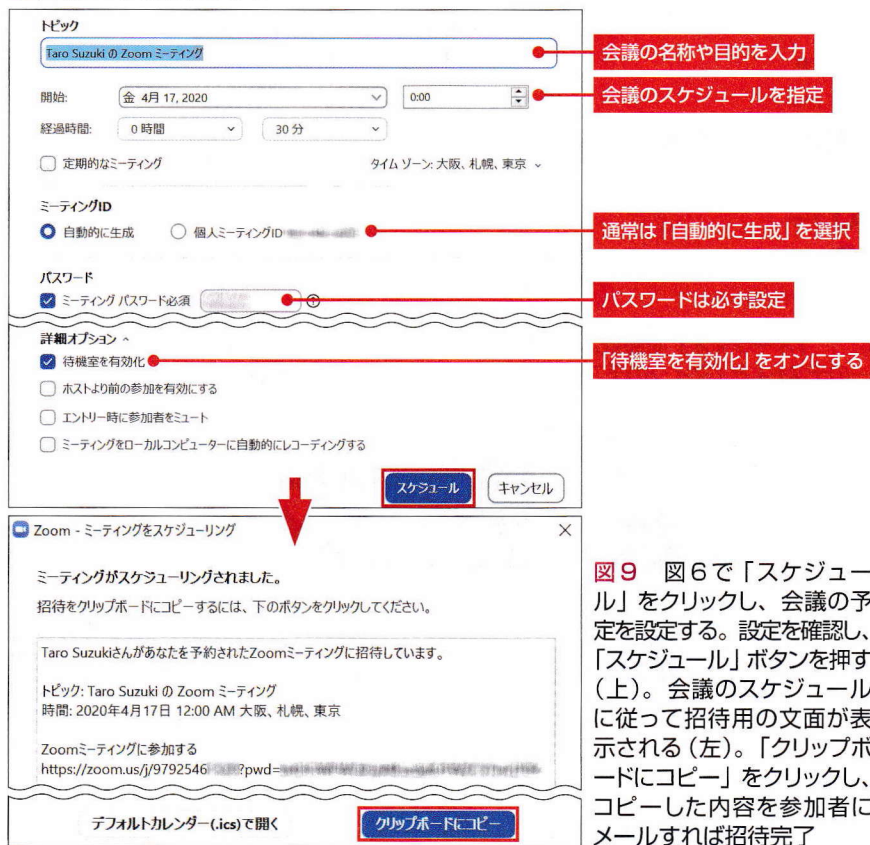 トピック
Taro Suzuki の Zoom ミーティング
会議の名称や目的を入力
開始: 金 4月 17, 2020 0:00
会議のスケジュールを指定
経過時間: 0 時間 30 分
定期的なミーティング タイム ゾーン: 大阪、札幌、東京
ミーティングID
自動的に生成 個人ミーティングID
通常は「自動的に生成」を選択
パスワード
ミーティング パスワード必須
パスワードは必ず設定
詳細オプション
待機室を有効化
「待機室を有効化」をオンにする
ホストより前の参加を有効にする
エントリー時に参加者をミュート
ミーティングをローカルコンピューターに自動的にレコーディングする
スケジュール キャンセル
Zoom - ミーティングをスケジューリング
ミーティングがスケジューリングされました。
招待をクリップボードにコピーするには、下のボタンをクリックしてください。
Taro Suzukiさんがあなたを予約されたZoomミーティングに招待しています。
トピック: Taro Suzuki の Zoom ミーティング
時間: 2020年4月17日 12:00 AM 大阪、札幌、東京
Zoomミーティングに参加する
https://zoom.us/j/9792546 ?pwd=
デフォルトカレンダー(.ics)で開く クリップボードにコピー
図9 図6で「スケジュー
ル」をクリックし、会議の予
定を設定する。設定を確認し、
「スケジュール」ボタンを押す
（上）。会議のスケジュール
に従って招待用の文面が表
示される（左）。「クリップボ
ードにコピー」をクリックし、
コピーした内容を参加者に
メールすれば招待完了